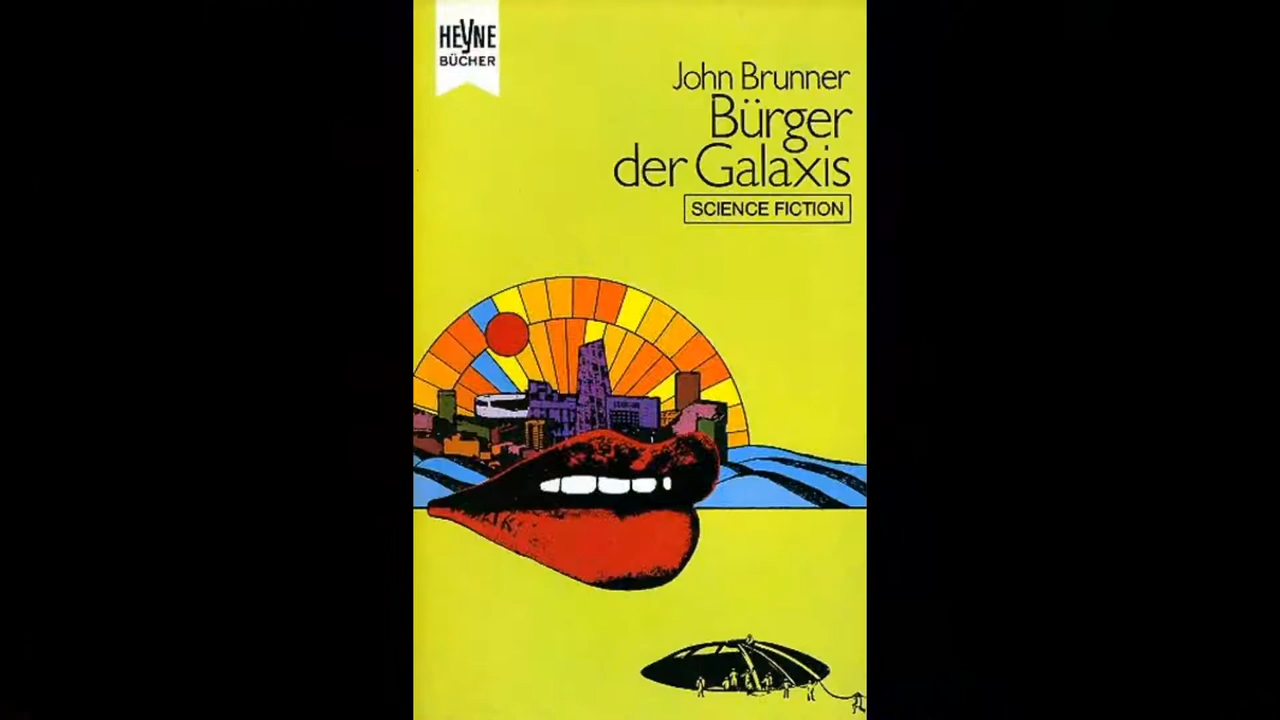 HEYNE
BÜCHER
John Brunner
Bürger
der Galaxis
SCIENCE FICTION